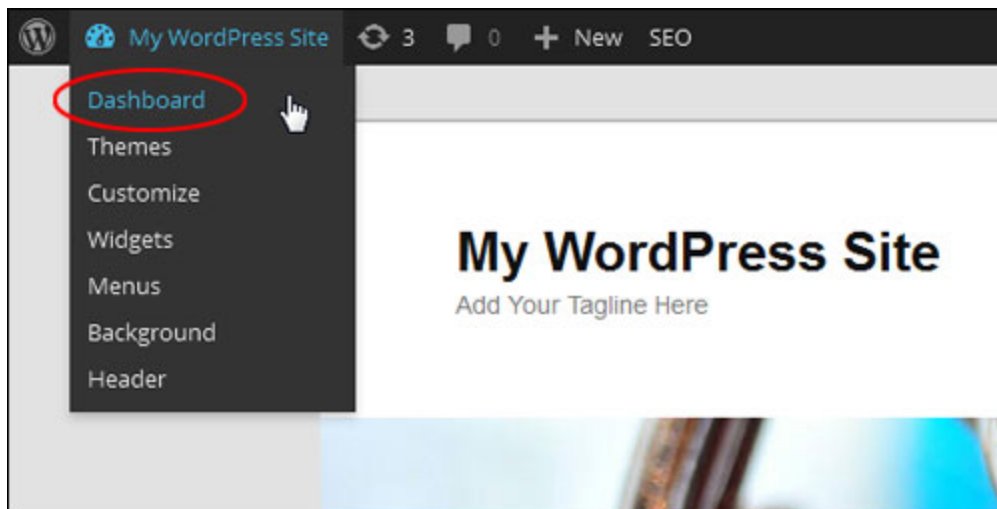 My WordPress Site 3 0 New SEO
Dashboard
Themes
Customize
Widgets
Menus
Background
Header
My WordPress Site
Add Your Tagline Here